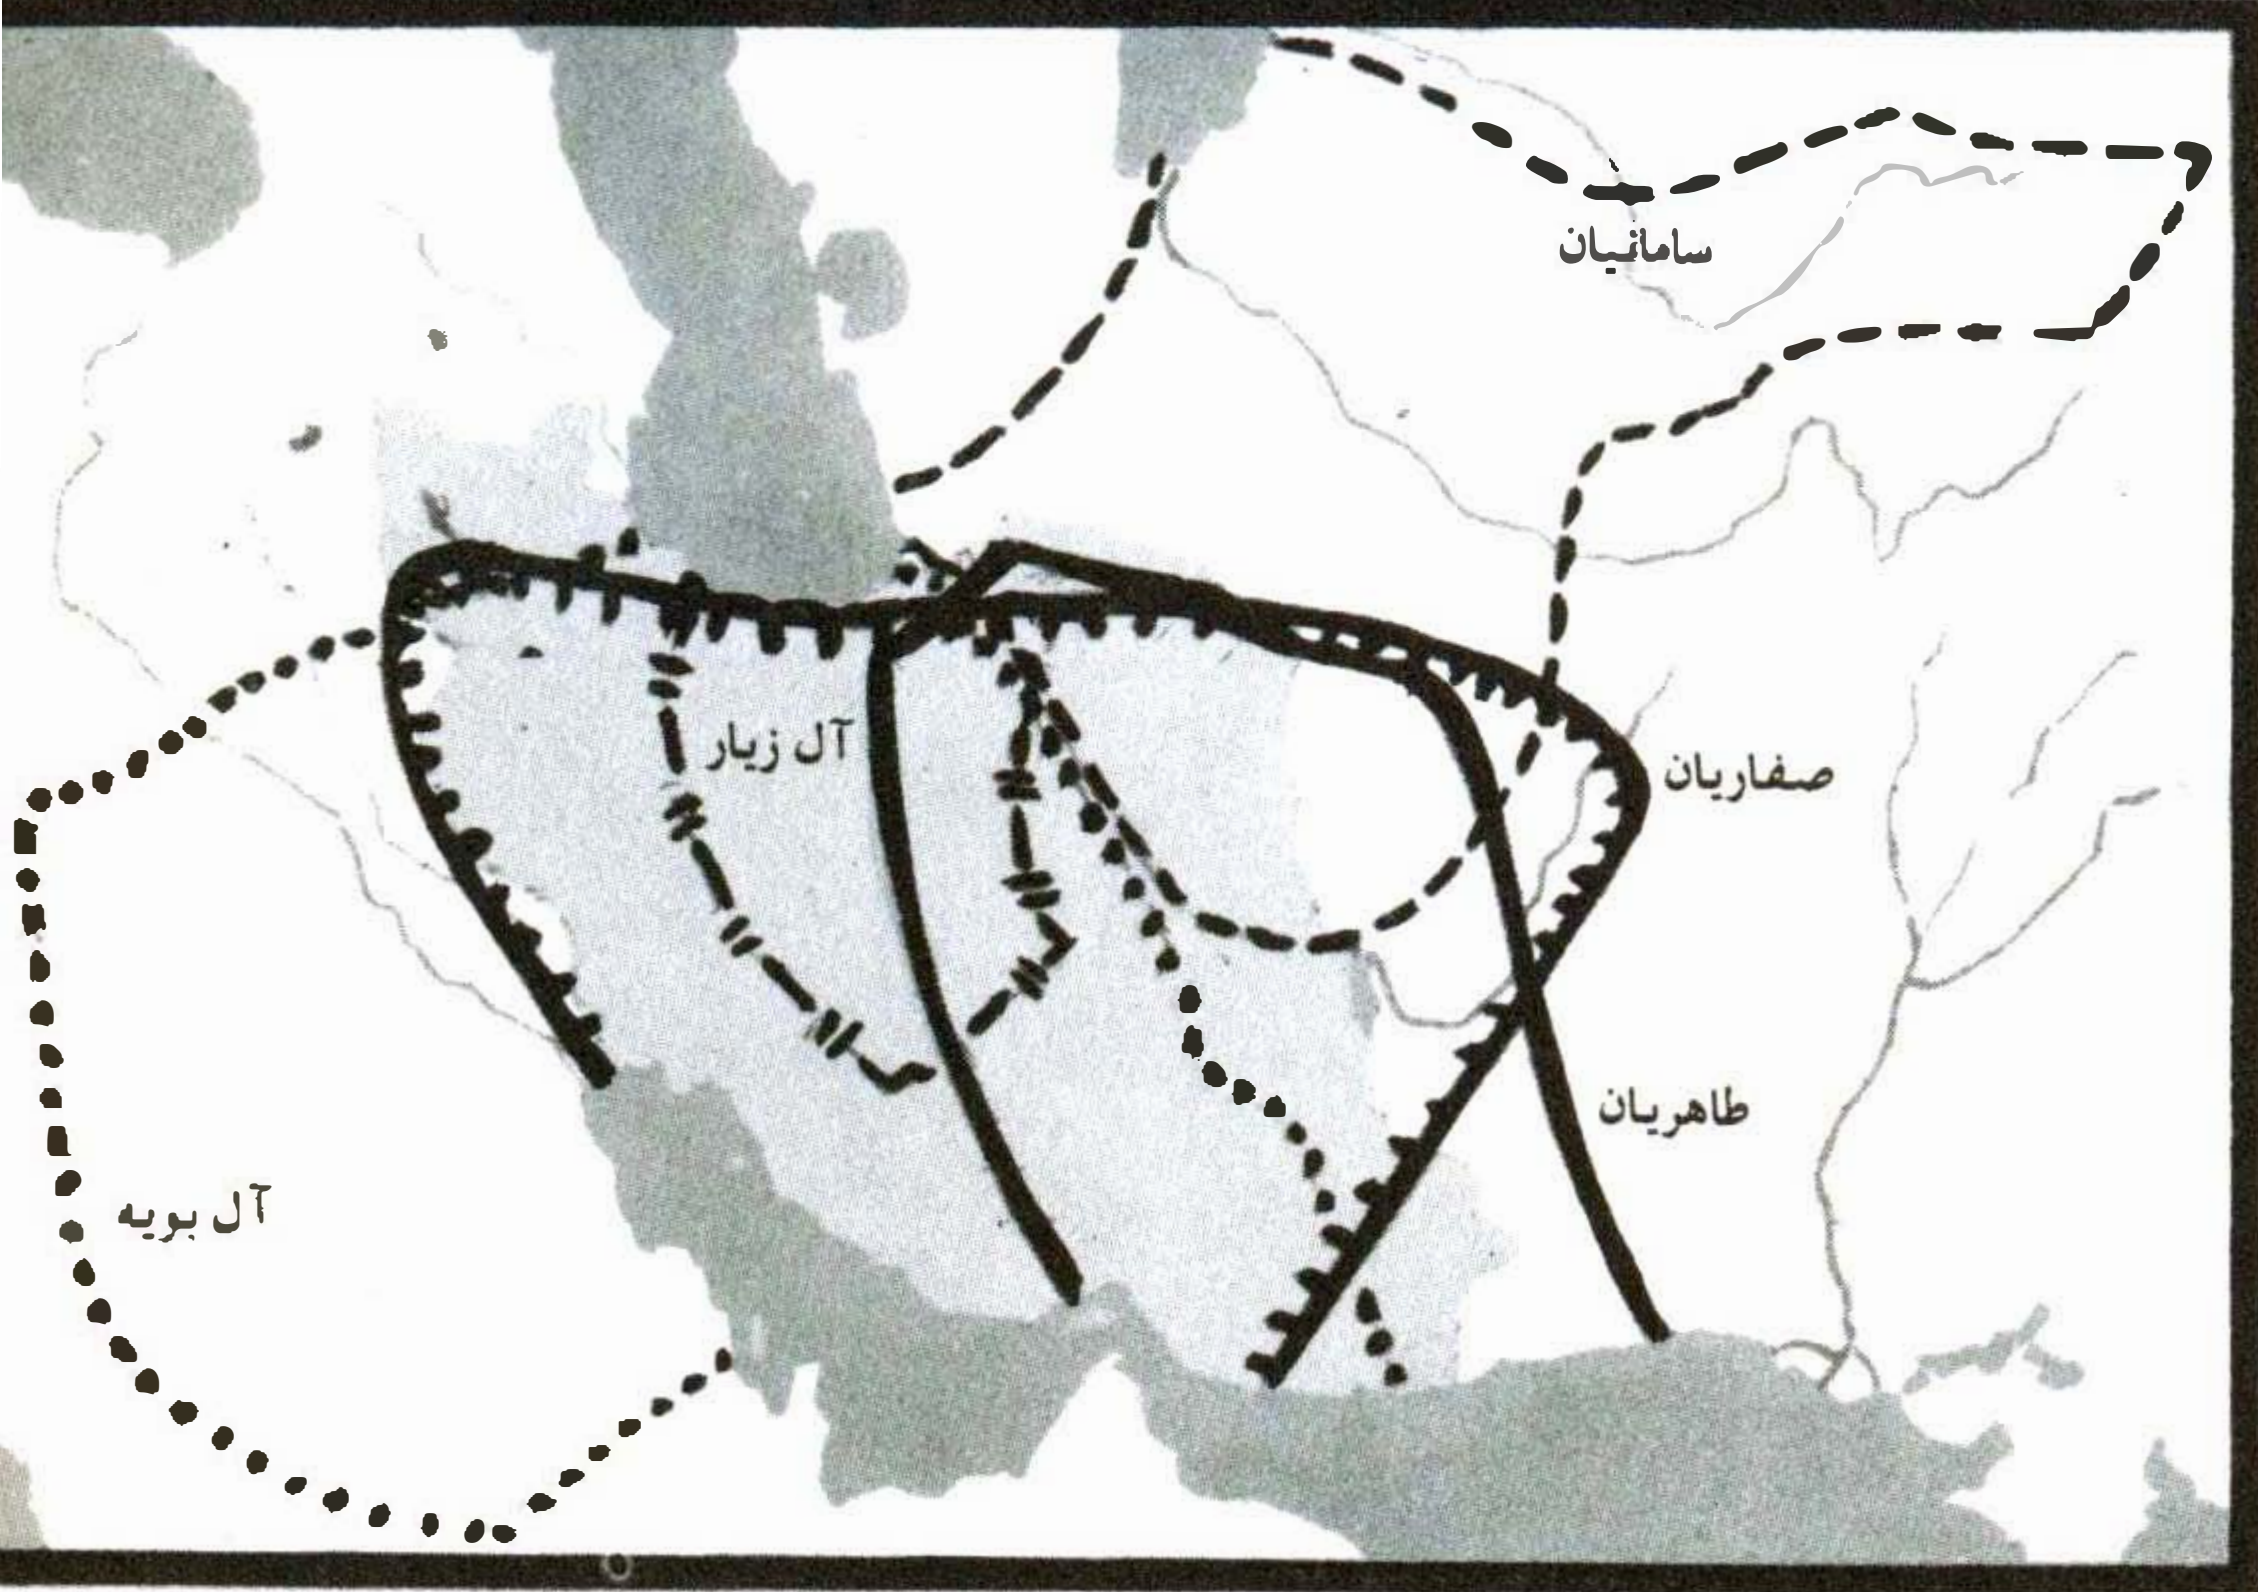 سامانیان
آل زیار
صفاریان
طاهریان
آل بویه